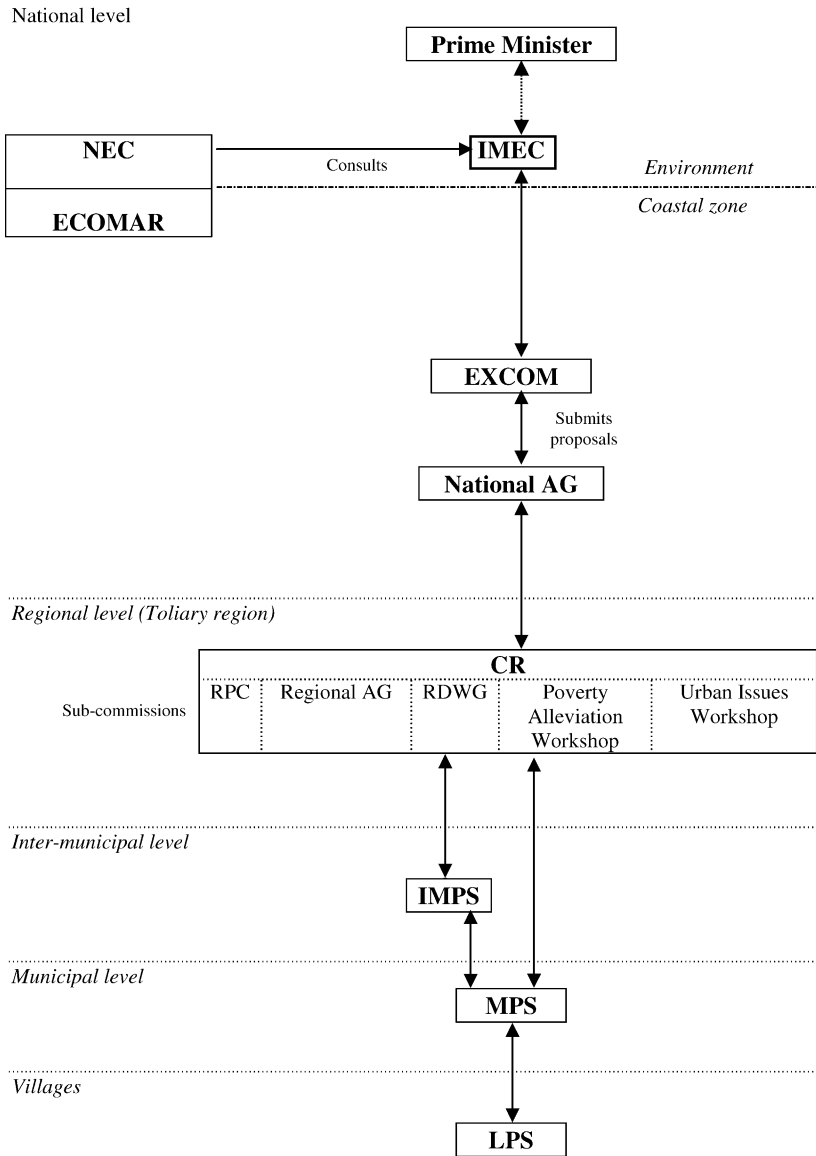 National level
Prime Minister
NEC
IMEC
Consults
Environment
Coastal zone
ECOMAR
EXCOM
Submits
proposals
National AG
Regional level (Toliary region)
CR
Sub-commissions
RPC
Regional AG
RDWG
Poverty
Alleviation
Workshop
Urban Issues
Workshop
Inter-municipal level
IMPS
Municipal level
MPS
Villages
LPS